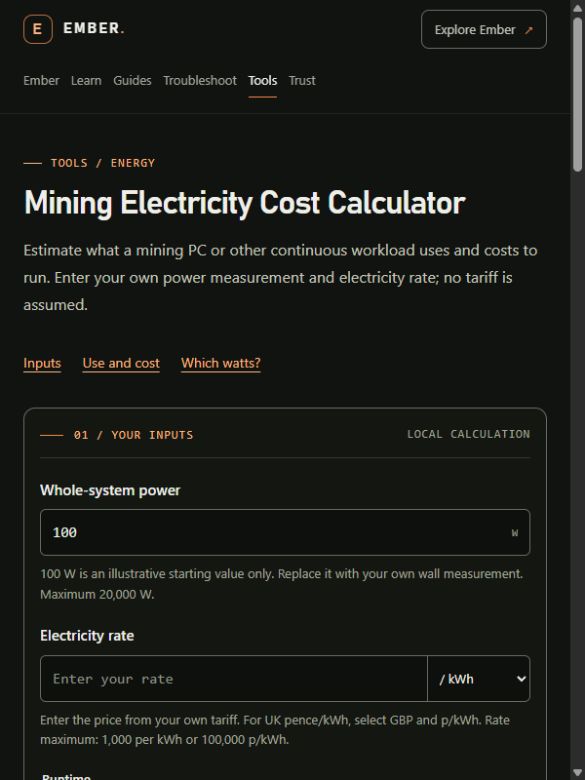 E EMBER.
Explore Ember ↗
Ember Learn Guides Troubleshoot Tools Trust
TOOLS / ENERGY
Mining Electricity Cost Calculator
Estimate what a mining PC or other continuous workload uses and costs to
run. Enter your own power measurement and electricity rate; no tariff is
assumed.
Inputs Use and cost Which watts?
01 / YOUR INPUTS LOCAL CALCULATION
Whole-system power
100 W
100 W is an illustrative starting value only. Replace it with your own wall measurement.
Maximum 20,000 W.
Electricity rate
Enter your rate / kWh
Enter the price from your own tariff. For UK pence/kWh, select GBP and p/kWh. Rate
maximum: 1,000 per kWh or 100,000 p/kWh.
Runtime